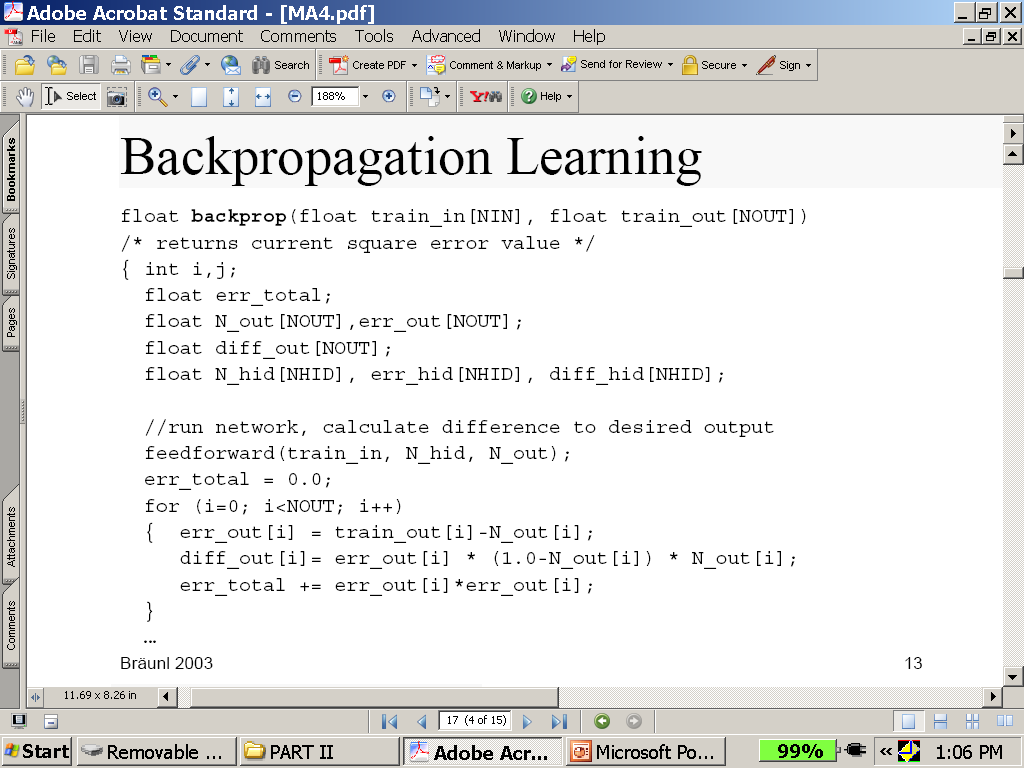 Adobe Acrobat Standard - [MA4.pdf]
File Edit View Document Comments Tools Advanced Window Help
Search Create PDF Comment & Markup Send for Review Secure Sign
Select 188% Y! Help
Bookmarks
Signatures
Pages
Attachments
Comments
Backpropagation Learning
float backprop(float train_in[NIN], float train_out[NOUT])
/* returns current square error value */
{ int i,j;
float err_total;
float N_out[NOUT],err_out[NOUT];
float diff_out[NOUT];
float N_hid[NHID], err_hid[NHID], diff_hid[NHID];
//run network, calculate difference to desired output
feedforward(train_in, N_hid, N_out);
err_total = 0.0;
for (i=0; i<NOUT; i++)
{ err_out[i] = train_out[i]-N_out[i];
diff_out[i]= err_out[i] * (1.0-N_out[i]) * N_out[i];
err_total += err_out[i]*err_out[i];
}
…
Bräunl 2003 13
11.69 x 8.26 in
17 (4 of 15)
Start Removable ... PART II Adobe Acr... Microsoft Po... 99% « 1:06 PM